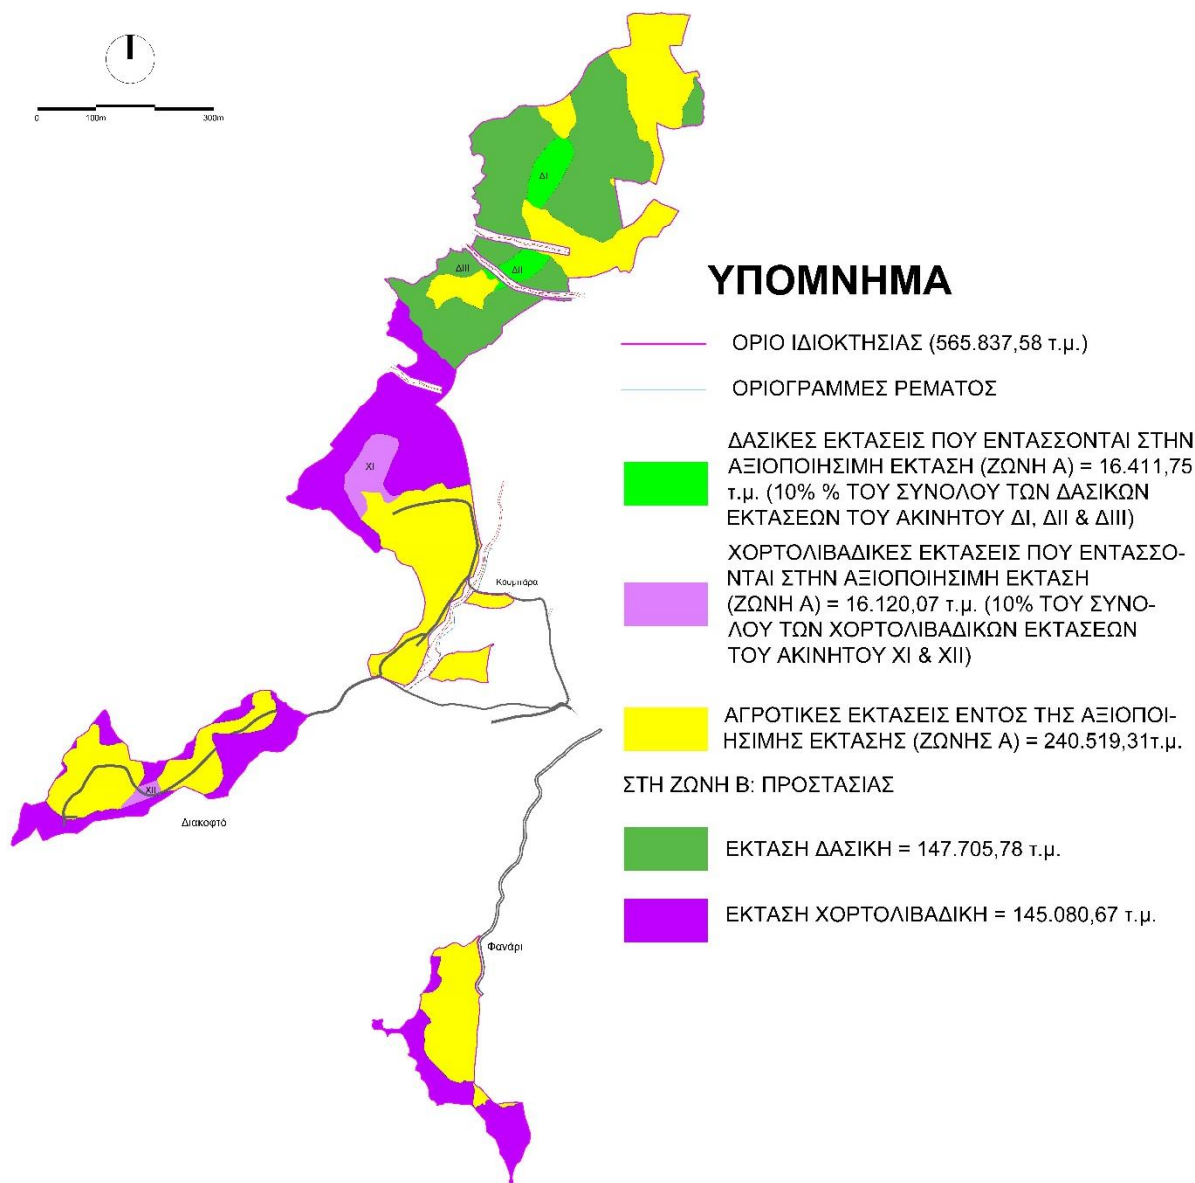 0 100m 300m
ΔΙ
ΔΙΙΙ
ΔΙΙ
ΧΙ
Κουμπάρα
ΧΙΙ
Διακοφτό
Φανάρι
ΥΠΟΜΝΗΜΑ
ΟΡΙΟ ΙΔΙΟΚΤΗΣΙΑΣ (565.837,58 τ.μ.)
ΟΡΙΟΓΡΑΜΜΕΣ ΡΕΜΑΤΟΣ
ΔΑΣΙΚΕΣ ΕΚΤΑΣΕΙΣ ΠΟΥ ΕΝΤΑΣΣΟΝΤΑΙ ΣΤΗΝ
ΑΞΙΟΠΟΙΗΣΙΜΗ ΕΚΤΑΣΗ (ΖΩΝΗ Α) = 16.411,75
τ.μ. (10% % ΤΟΥ ΣΥΝΟΛΟΥ ΤΩΝ ΔΑΣΙΚΩΝ
ΕΚΤΑΣΕΩΝ ΤΟΥ ΑΚΙΝΗΤΟΥ ΔΙ, ΔΙΙ & ΔΙΙΙ)
ΧΟΡΤΟΛΙΒΑΔΙΚΕΣ ΕΚΤΑΣΕΙΣ ΠΟΥ ΕΝΤΑΣΣΟ-
ΝΤΑΙ ΣΤΗΝ ΑΞΙΟΠΟΙΗΣΙΜΗ ΕΚΤΑΣΗ
(ΖΩΝΗ Α) = 16.120,07 τ.μ. (10% ΤΟΥ ΣΥΝΟ-
ΛΟΥ ΤΩΝ ΧΟΡΤΟΛΙΒΑΔΙΚΩΝ ΕΚΤΑΣΕΩΝ
ΤΟΥ ΑΚΙΝΗΤΟΥ ΧΙ & ΧΙΙ)
ΑΓΡΟΤΙΚΕΣ ΕΚΤΑΣΕΙΣ ΕΝΤΟΣ ΤΗΣ ΑΞΙΟΠΟΙ-
ΗΣΙΜΗΣ ΕΚΤΑΣΗΣ (ΖΩΝΗΣ Α) = 240.519,31τ.μ.
ΣΤΗ ΖΩΝΗ Β: ΠΡΟΣΤΑΣΙΑΣ
ΕΚΤΑΣΗ ΔΑΣΙΚΗ = 147.705,78 τ.μ.
ΕΚΤΑΣΗ ΧΟΡΤΟΛΙΒΑΔΙΚΗ = 145.080,67 τ.μ.